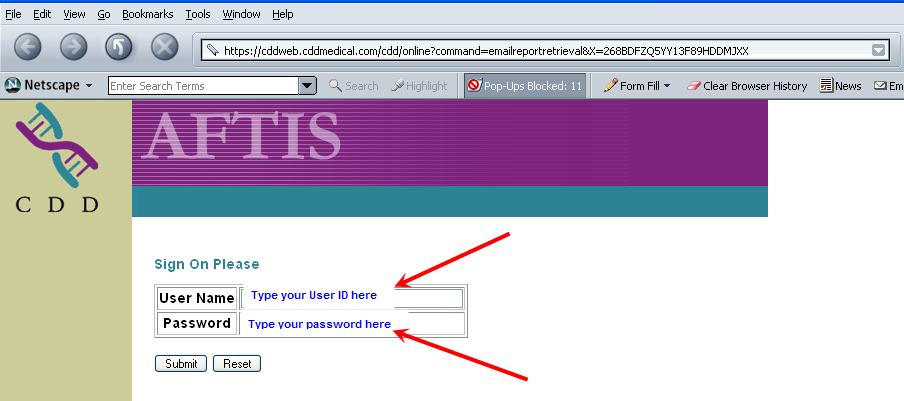 File Edit View Go Bookmarks Tools Window Help
https://cddweb.cddmedical.com/cdd/online?command=emailreportretrieval&X=268BDFZQ5YY13F89HDDMJXX
N Netscape Enter Search Terms Search Highlight Pop-Ups Blocked: 11 Form Fill Clear Browser History News Em
AFTIS
C D D
Sign On Please
User Name Type your User ID here
Password Type your password here
Submit Reset